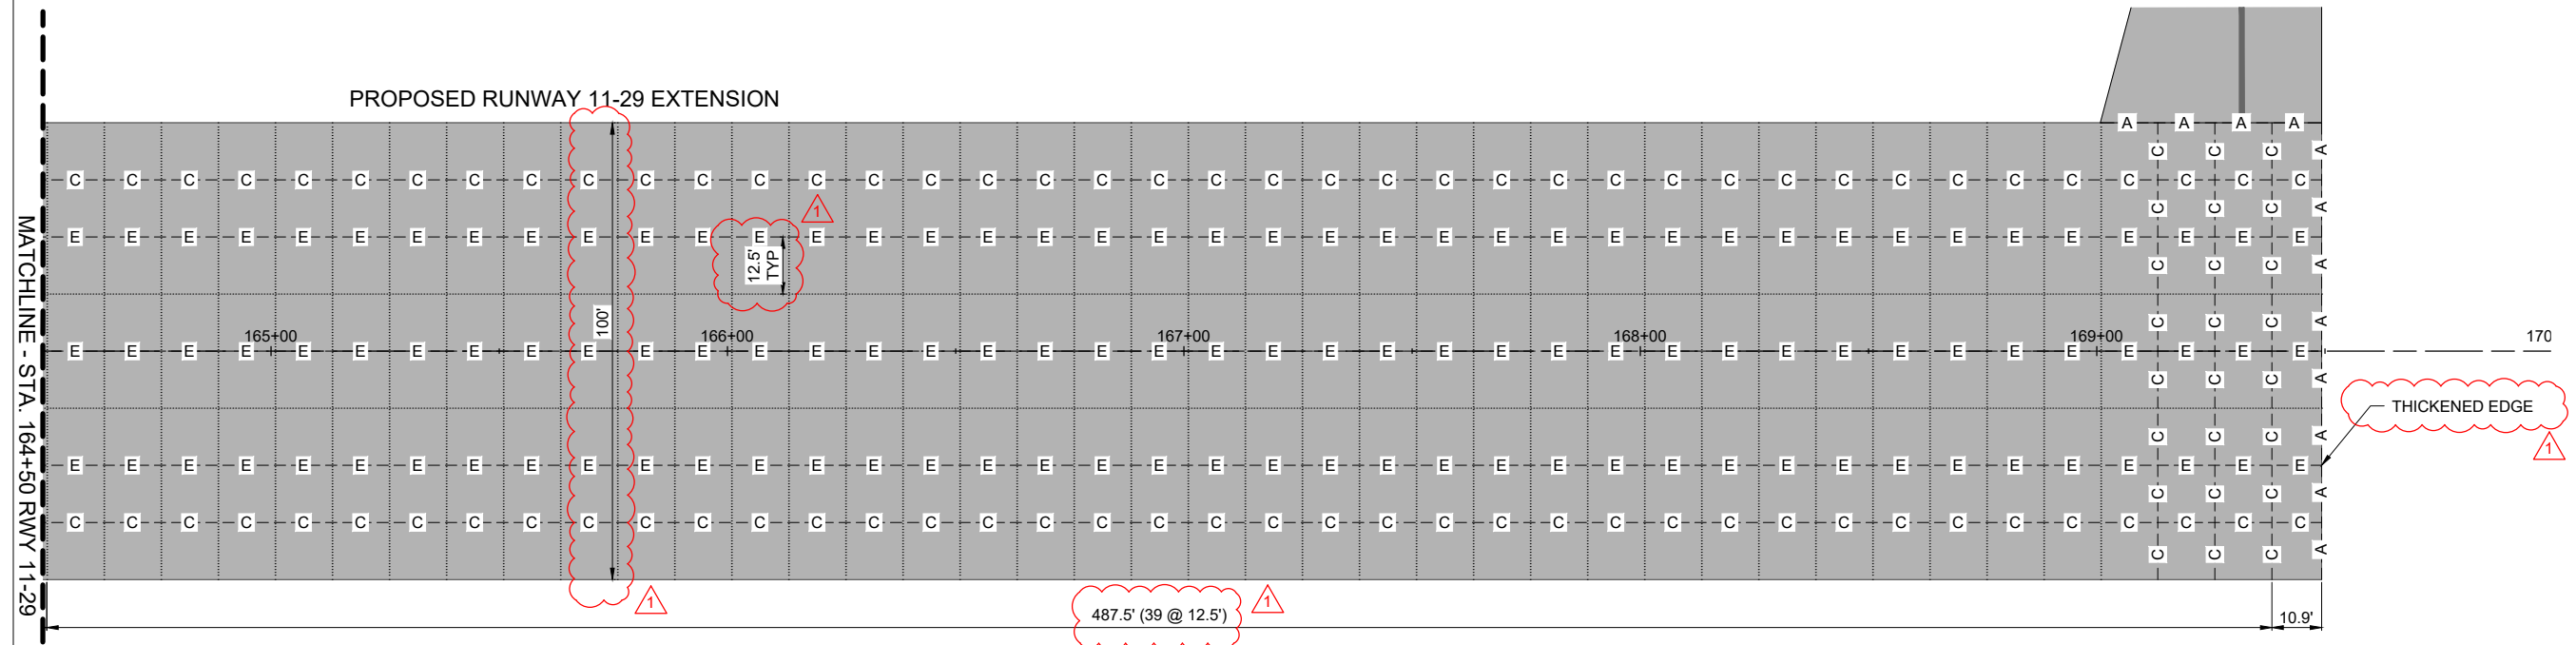 PROPOSED RUNWAY 11-29 EXTENSION
A A A A
C C C A
C C C C C C C C C C C C C C C C C C C C C C C C C C C C C C C C C C C C C C C C
1
C C C A
E E E E E E E E E E E E E E E E E E E E E E E E E E E E E E E E E E E E E E E E
12.5'
TYP
C C C A
100'
C C C A
165+00 166+00 167+00 168+00 169+00 170
E E E E E E E E E E E E E E E E E E E E E E E E E E E E E E E E E E E E E E E E
C C C A
THICKENED EDGE
1
C C C A
E E E E E E E E E E E E E E E E E E E E E E E E E E E E E E E E E E E E E E E E
C C C A
C C C C C C C C C C C C C C C C C C C C C C C C C C C C C C C C C C C C C C C C
C C C A
1
487.5' (39 @ 12.5')
1
10.9'
MATCHLINE - STA. 164+50 RWY 11-29